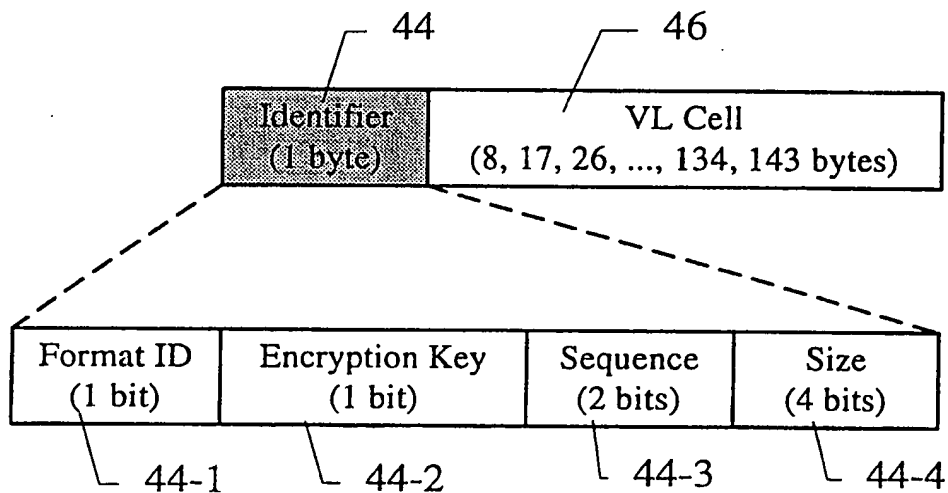 44 46
Identifier VL Cell
(1 byte) (8, 17, 26, ..., 134, 143 bytes)
Format ID Encryption Key Sequence Size
(1 bit) (1 bit) (2 bits) (4 bits)
44-1 44-2 44-3 44-4